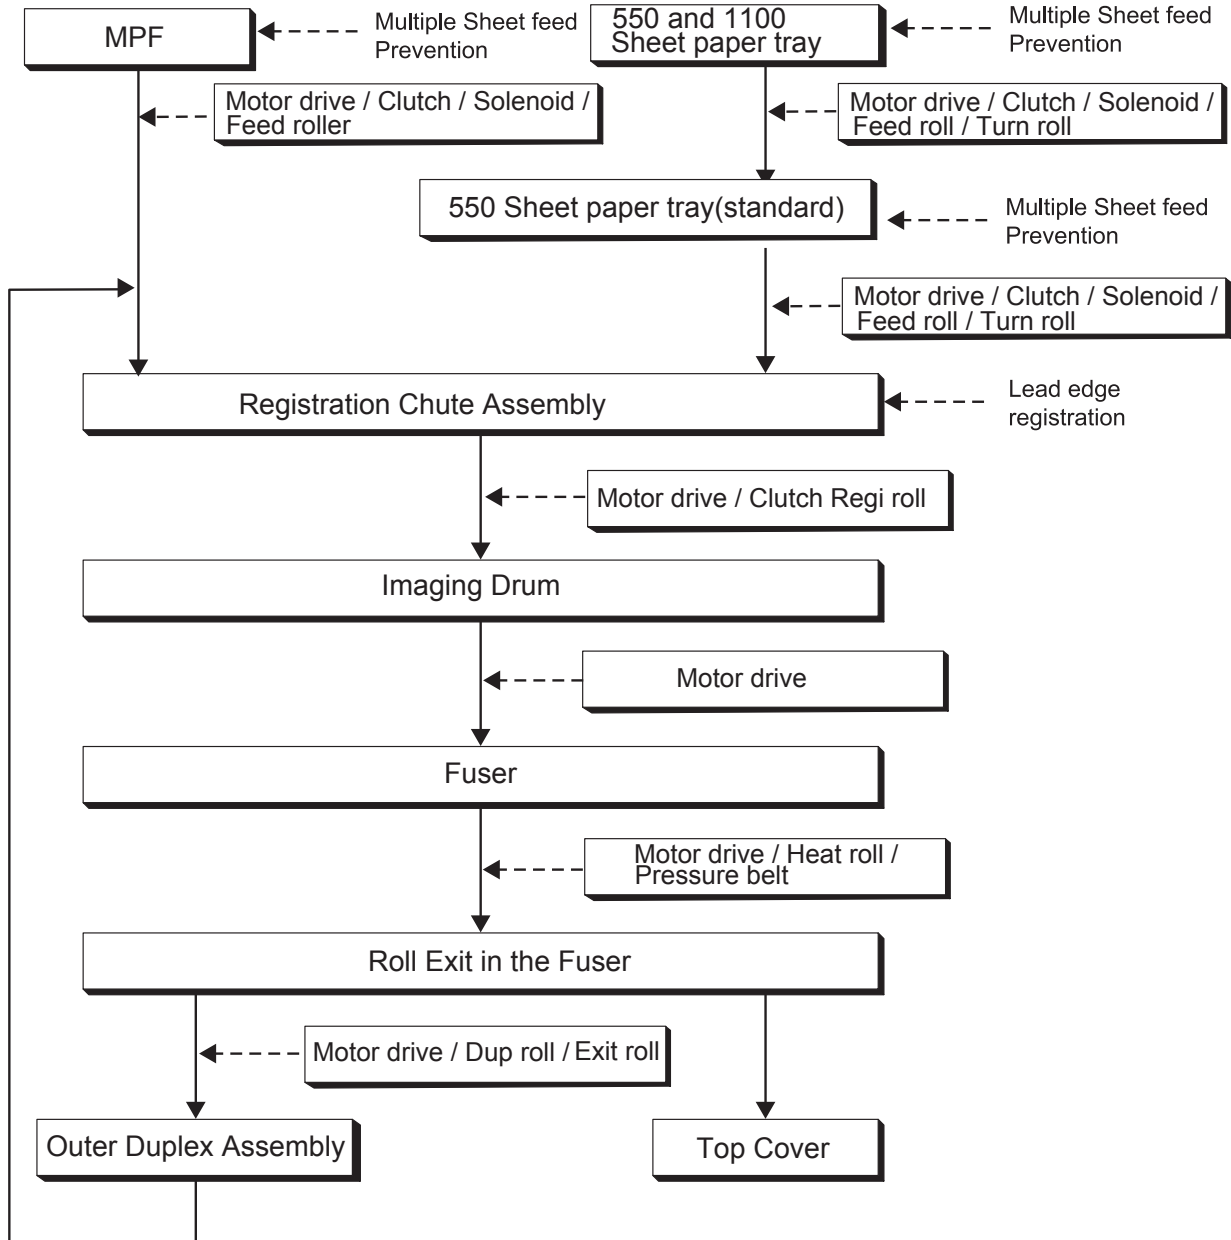 MPF
Multiple Sheet feed
Prevention
550 and 1100
Sheet paper tray
Multiple Sheet feed
Prevention
Motor drive / Clutch / Solenoid /
Feed roller
Motor drive / Clutch / Solenoid /
Feed roll / Turn roll
550 Sheet paper tray(standard)
Multiple Sheet feed
Prevention
Motor drive / Clutch / Solenoid /
Feed roll / Turn roll
Registration Chute Assembly
Lead edge
registration
Motor drive / Clutch Regi roll
Imaging Drum
Motor drive
Fuser
Motor drive / Heat roll /
Pressure belt
Roll Exit in the Fuser
Motor drive / Dup roll / Exit roll
Outer Duplex Assembly
Top Cover